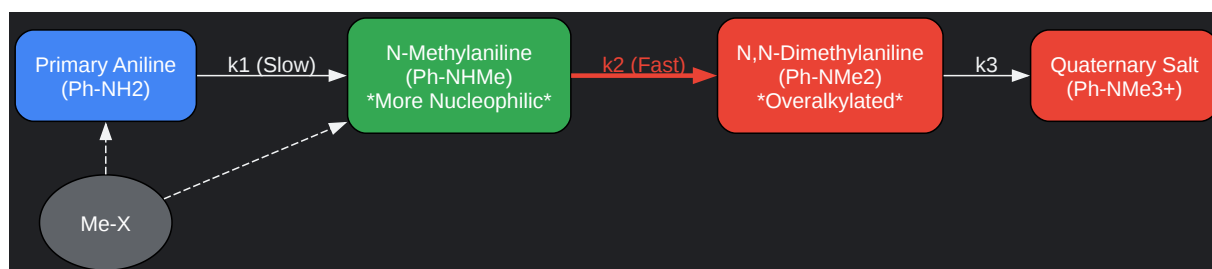 Primary Aniline
(Ph-NH2)
k1 (Slow)
N-Methylaniline
(Ph-NHMe)
*More Nucleophilic*
k2 (Fast)
N,N-Dimethylaniline
(Ph-NMe2)
*Overalkylated*
k3
Quaternary Salt
(Ph-NMe3+)
Me-X